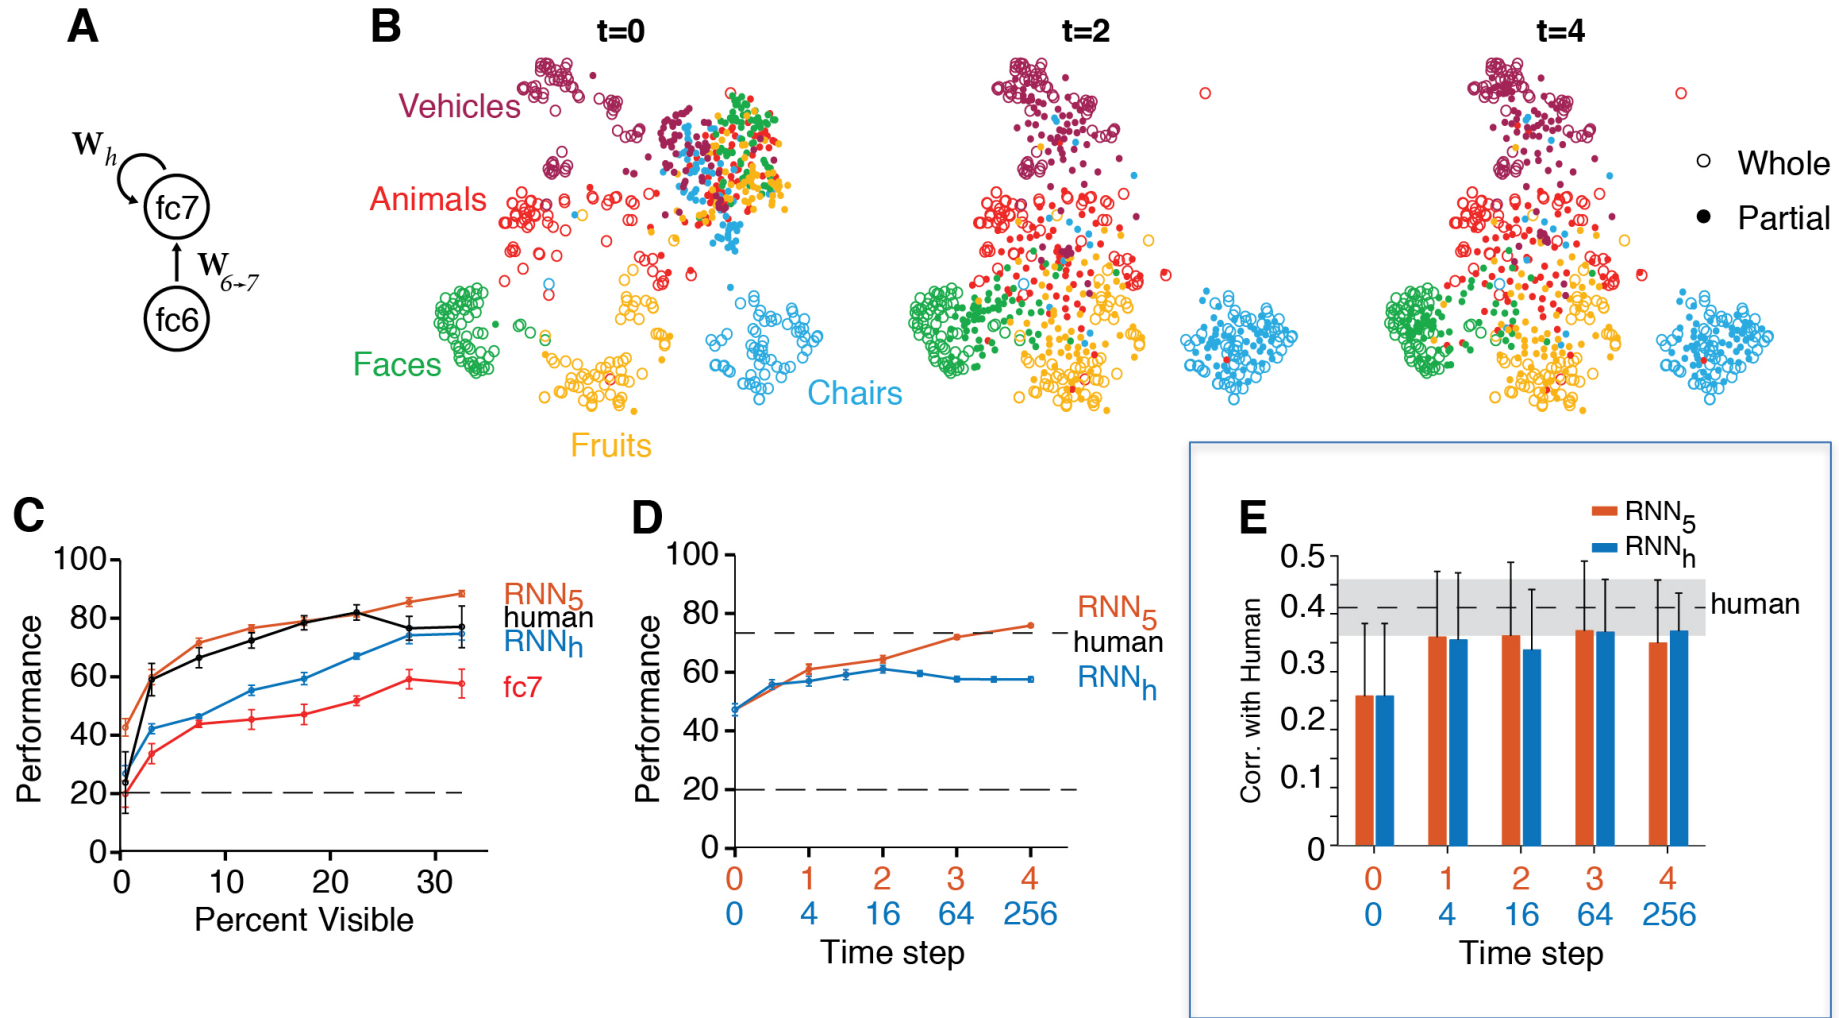 A
W_h
fc7
W_6→7
fc6
B
t=0
t=2
t=4
Vehicles
Animals
Faces
Fruits
Chairs
Whole
Partial
C
100
80
60
40
20
0
Performance
0 10 20 30
Percent Visible
RNN_5
human
RNN_h
fc7
D
100
80
60
40
20
0
Performance
0 1 2 3 4
0 4 16 64 256
Time step
RNN_5
human
RNN_h
E
RNN_5
RNN_h
0.5
0.4
0.3
0.2
0.1
0
Corr. with Human
human
0 1 2 3 4
0 4 16 64 256
Time step